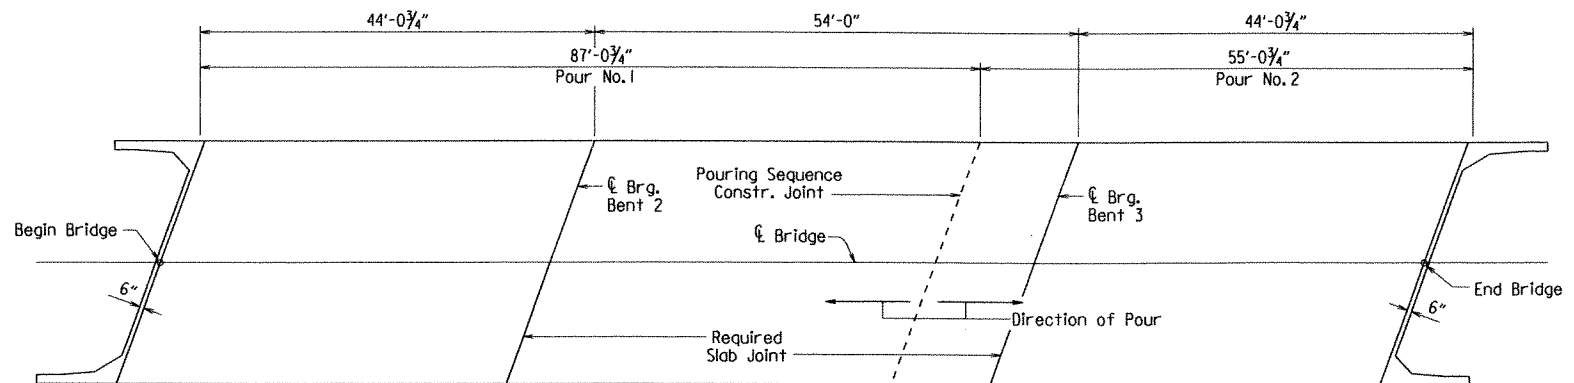 44'-0¾"
54'-0"
44'-0¾"
87'-0¾"
Pour No.1
55'-0¾"
Pour No.2
℄ Brg.
Bent 2
Pouring Sequence
Constr. Joint
℄ Brg.
Bent 3
Begin Bridge
℄ Bridge
6"
End Bridge
6"
Direction of Pour
Required
Slab Joint